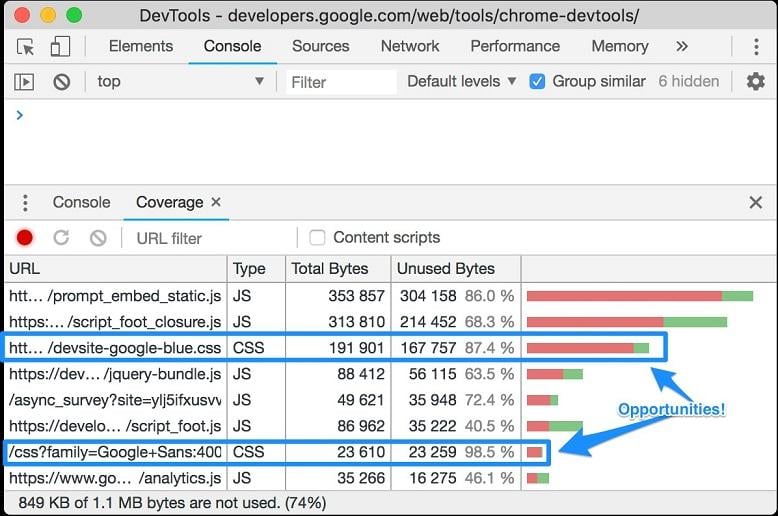 DevTools - developers.google.com/web/tools/chrome-devtools/
Elements Console Sources Network Performance Memory »
top ▼ Filter Default levels ▼ Group similar 6 hidden
›
Console Coverage ×
URL filter Content scripts
URL Type Total Bytes Unused Bytes
htt… /prompt_embed_static.js JS 353 857 304 158 86.0 %
https:… /script_foot_closure.js JS 313 810 214 452 68.3 %
htt… /devsite-google-blue.css CSS 191 901 167 757 87.4 %
https://dev… /jquery-bundle.js JS 88 412 56 115 63.5 %
/async_survey?site=ylj5ifxusvv JS 49 621 35 948 72.4 %
Opportunities!
https://develo… /script_foot.js JS 86 962 35 222 40.5 %
/css?family=Google+Sans:400 CSS 23 610 23 259 98.5 %
https://www.go… /analytics.js JS 35 266 16 275 46.1 %
849 KB of 1.1 MB bytes are not used. (74%)